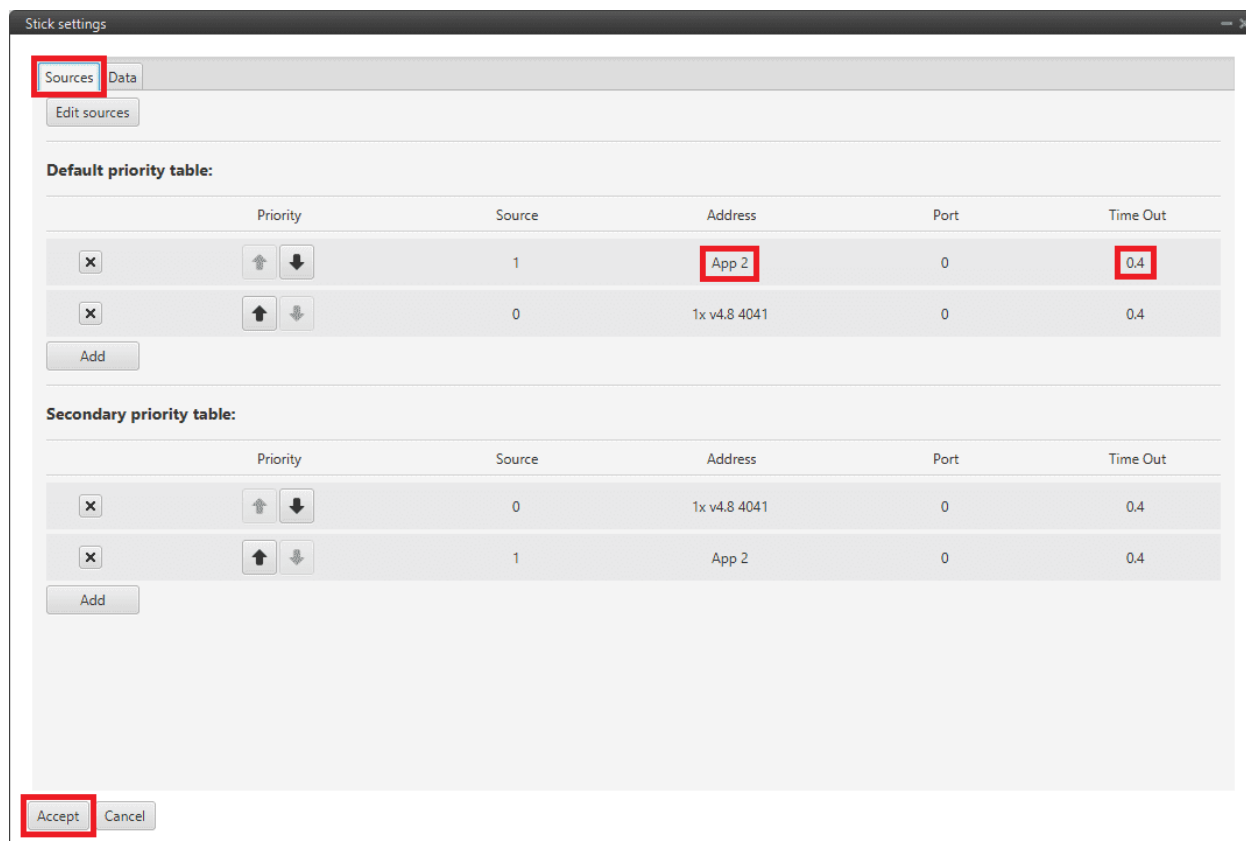 Stick settings
Sources Data
Edit sources
Default priority table:
Priority Source Address Port Time Out
1 App 2 0 0.4
0 1x v4.8 4041 0 0.4
Add
Secondary priority table:
Priority Source Address Port Time Out
0 1x v4.8 4041 0 0.4
1 App 2 0 0.4
Add
Accept Cancel